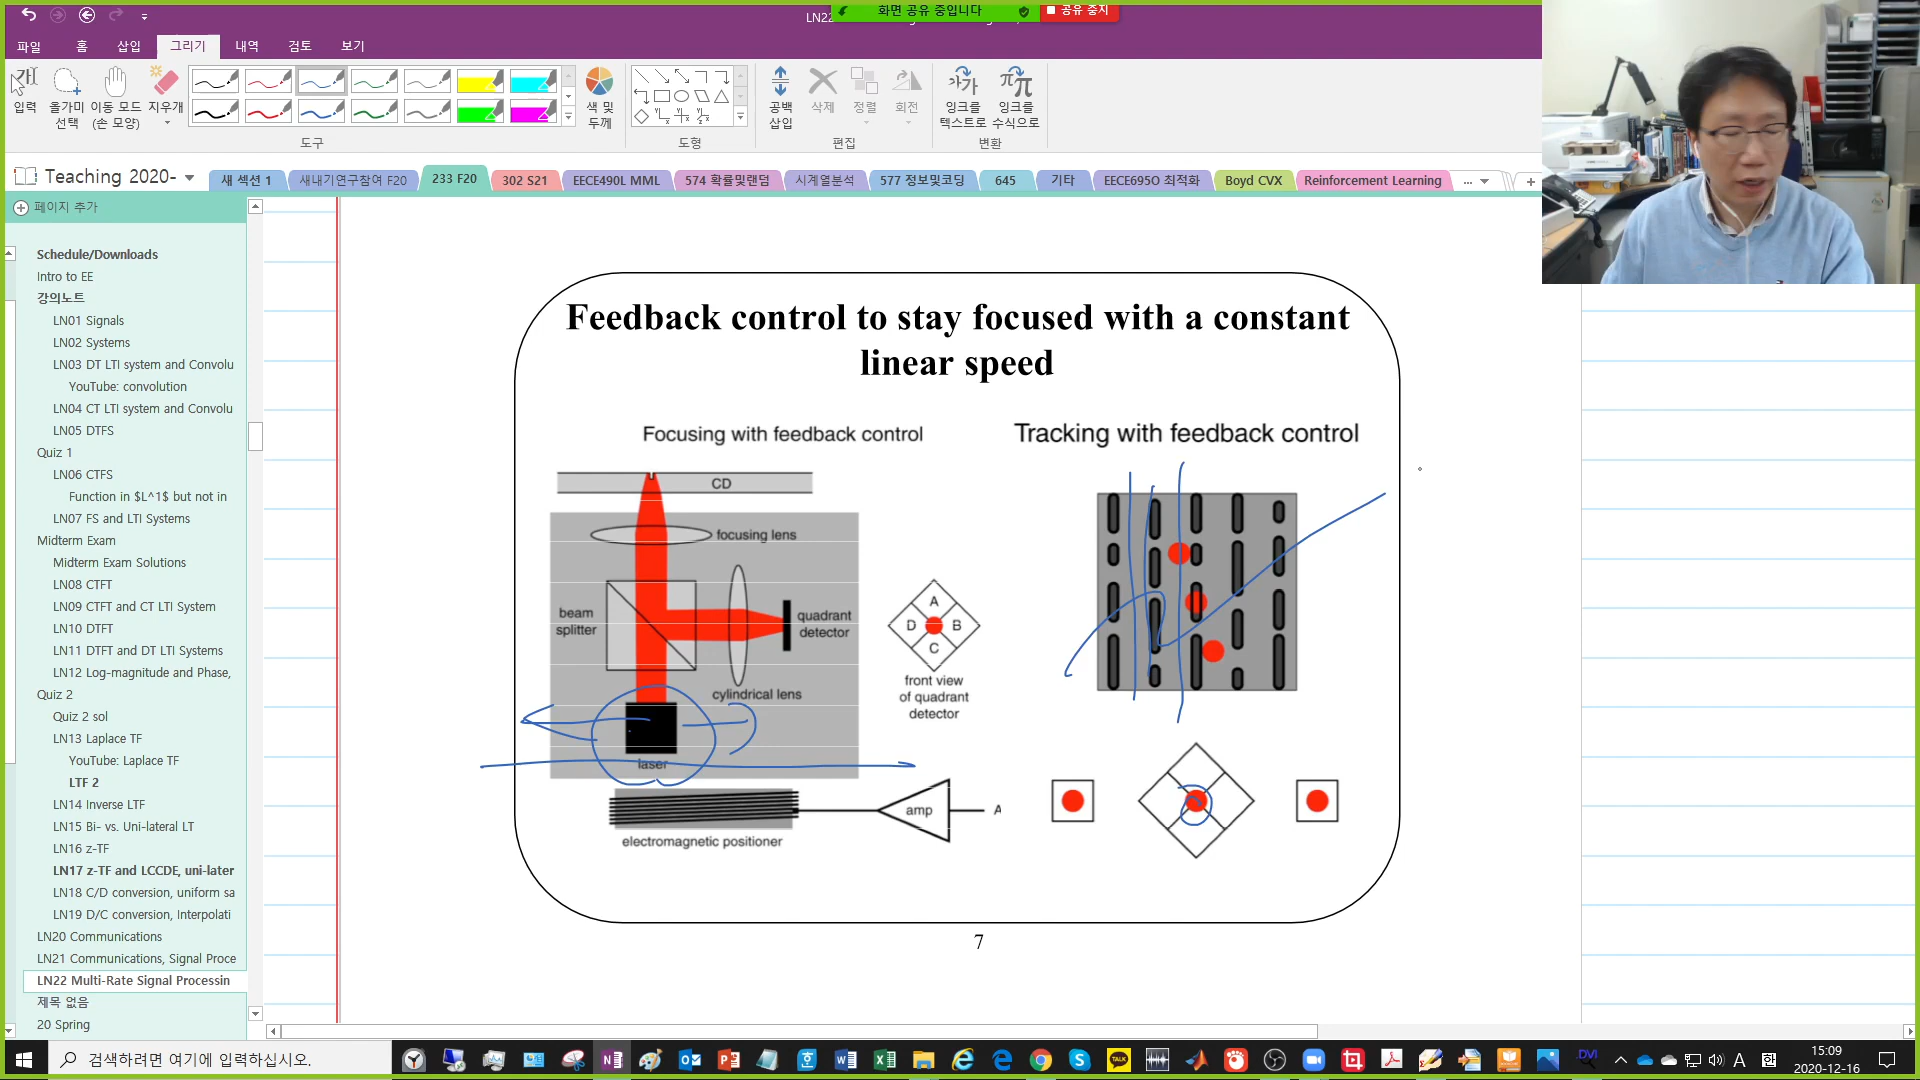 LN22
화면 공유 중입니다
공유 중지
파일 홈 삽입 그리기 내역 검토 보기
입력
올가미 선택
이동 모드 (손 모양)
지우개
색 및 두께
공백 삽입
삭제
정렬
회전
잉크를 텍스트로
잉크를 수식으로
도구
도형
편집
변환
Teaching 2020-
새 섹션 1
새내기연구참여 F20
233 F20
302 S21
EECE490L MML
574 확률및랜덤
시계열분석
577 정보및코딩
645
기타
EECE695O 최적화
Boyd CVX
Reinforcement Learning
...
페이지 추가
Schedule/Downloads
Intro to EE
강의노트
LN01 Signals
LN02 Systems
LN03 DT LTI system and Convolu
YouTube: convolution
LN04 CT LTI system and Convolu
LN05 DTFS
Quiz 1
LN06 CTFS
Function in $L^1$ but not in
LN07 FS and LTI Systems
Midterm Exam
Midterm Exam Solutions
LN08 CTFT
LN09 CTFT and CT LTI System
LN10 DTFT
LN11 DTFT and DT LTI Systems
LN12 Log-magnitude and Phase,
Quiz 2
Quiz 2 sol
LN13 Laplace TF
YouTube: Laplace TF
LTF 2
LN14 Inverse LTF
LN15 Bi- vs. Uni-lateral LT
LN16 z-TF
LN17 z-TF and LCCDE, uni-later
LN18 C/D conversion, uniform sa
LN19 D/C conversion, Interpolati
LN20 Communications
LN21 Communications, Signal Proce
LN22 Multi-Rate Signal Processin
제목 없음
20 Spring
Feedback control to stay focused with a constant
linear speed
Focusing with feedback control
CD
focusing lens
beam
splitter
quadrant
detector
cylindrical lens
laser
A
D B
C
front view
of quadrant
detector
amp
A
electromagnetic positioner
Tracking with feedback control
7
검색하려면 여기에 입력하십시오.
A
한
15:09
2020-12-16